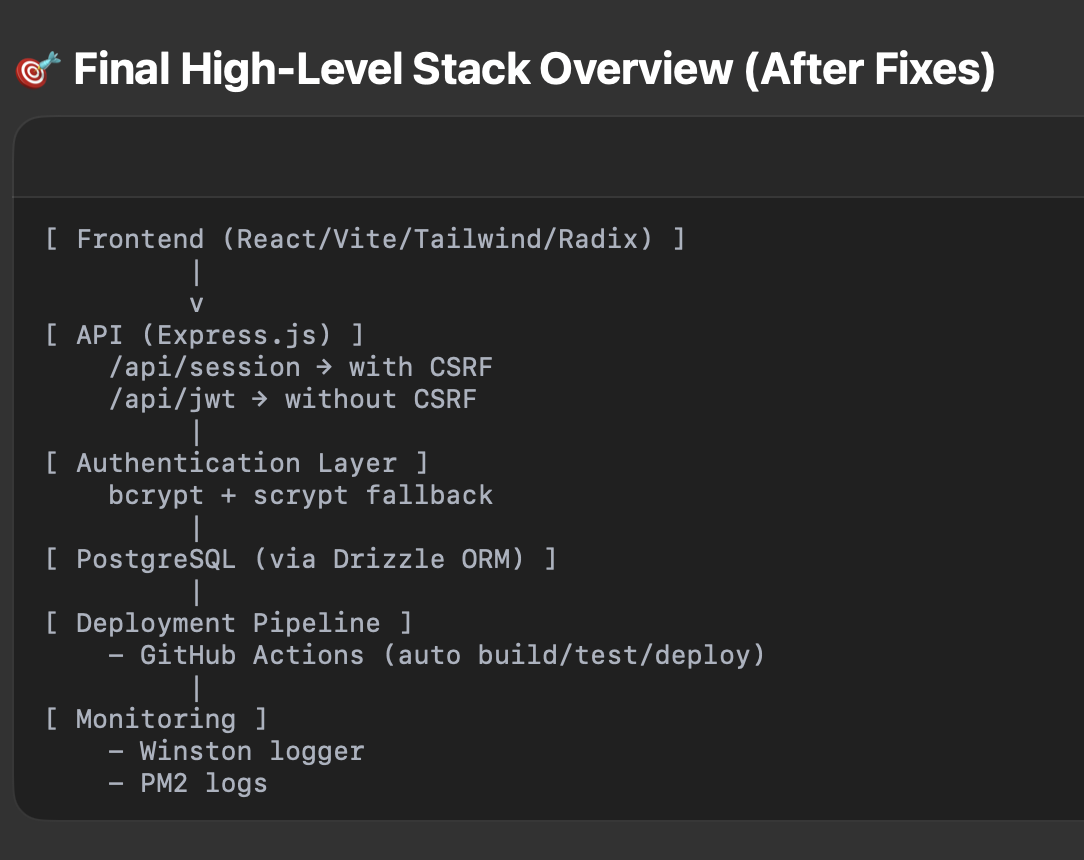 🎯 Final High-Level Stack Overview (After Fixes)
[ Frontend (React/Vite/Tailwind/Radix) ]
|
v
[ API (Express.js) ]
/api/session → with CSRF
/api/jwt → without CSRF
|
[ Authentication Layer ]
bcrypt + scrypt fallback
|
[ PostgreSQL (via Drizzle ORM) ]
|
[ Deployment Pipeline ]
– GitHub Actions (auto build/test/deploy)
|
[ Monitoring ]
– Winston logger
– PM2 logs